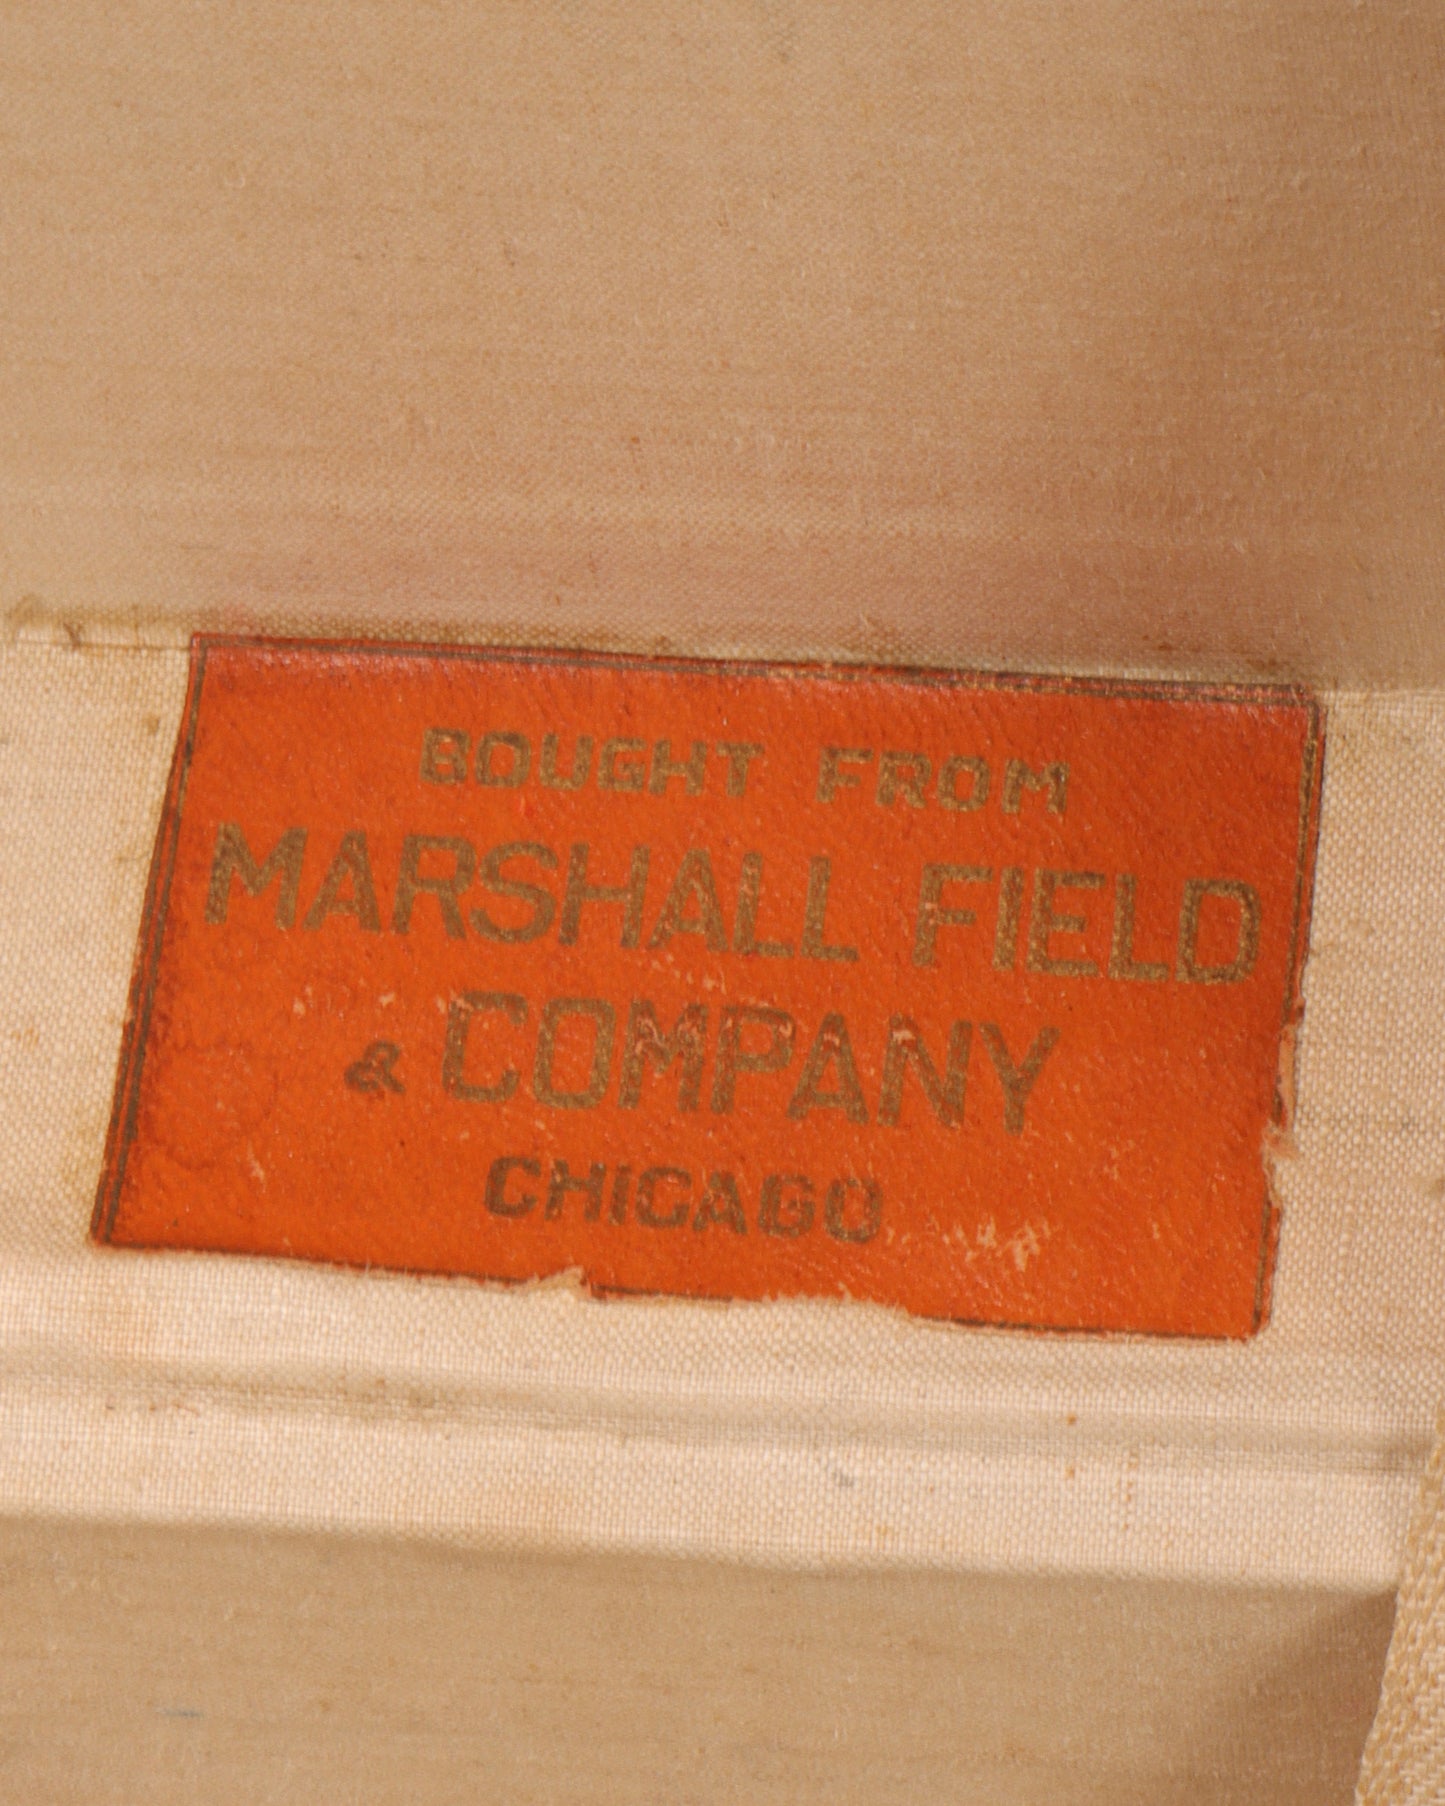 BOUGHT FROM
MARSHALL FIELD
& COMPANY
CHICAGO